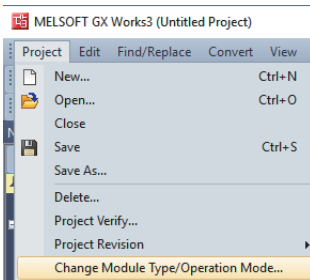 MELSOFT GX Works3 (Untitled Project)
Project Edit Find/Replace Convert View
New... Ctrl+N
Open... Ctrl+O
Close
Save Ctrl+S
Save As...
Delete...
Project Verify...
Project Revision
Change Module Type/Operation Mode...